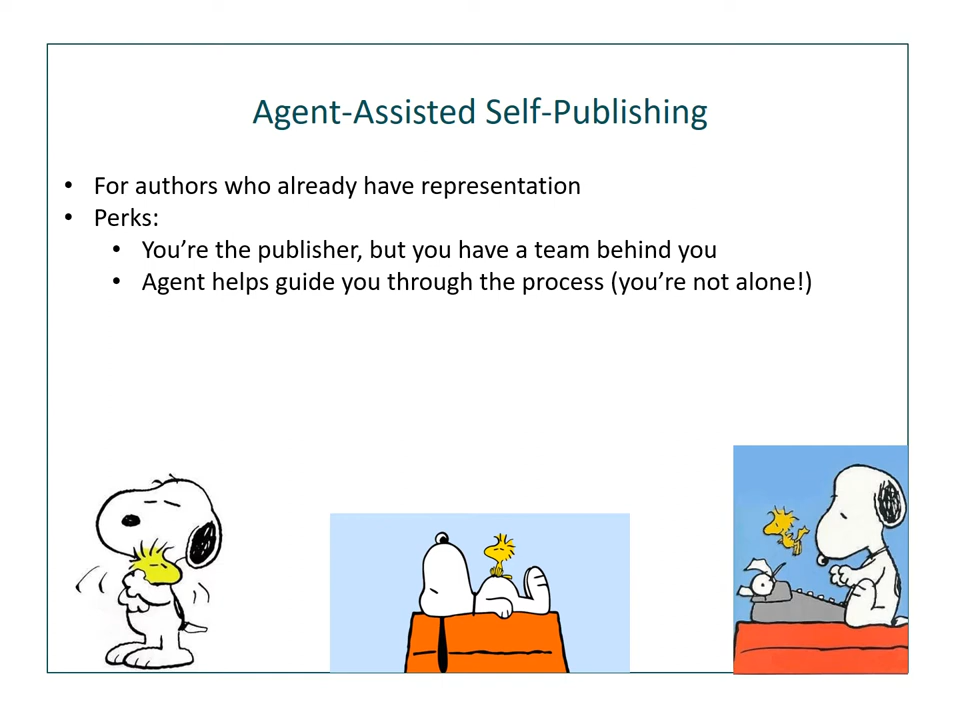 Agent-Assisted Self-Publishing
• For authors who already have representation
• Perks:
• You’re the publisher, but you have a team behind you
• Agent helps guide you through the process (you’re not alone!)